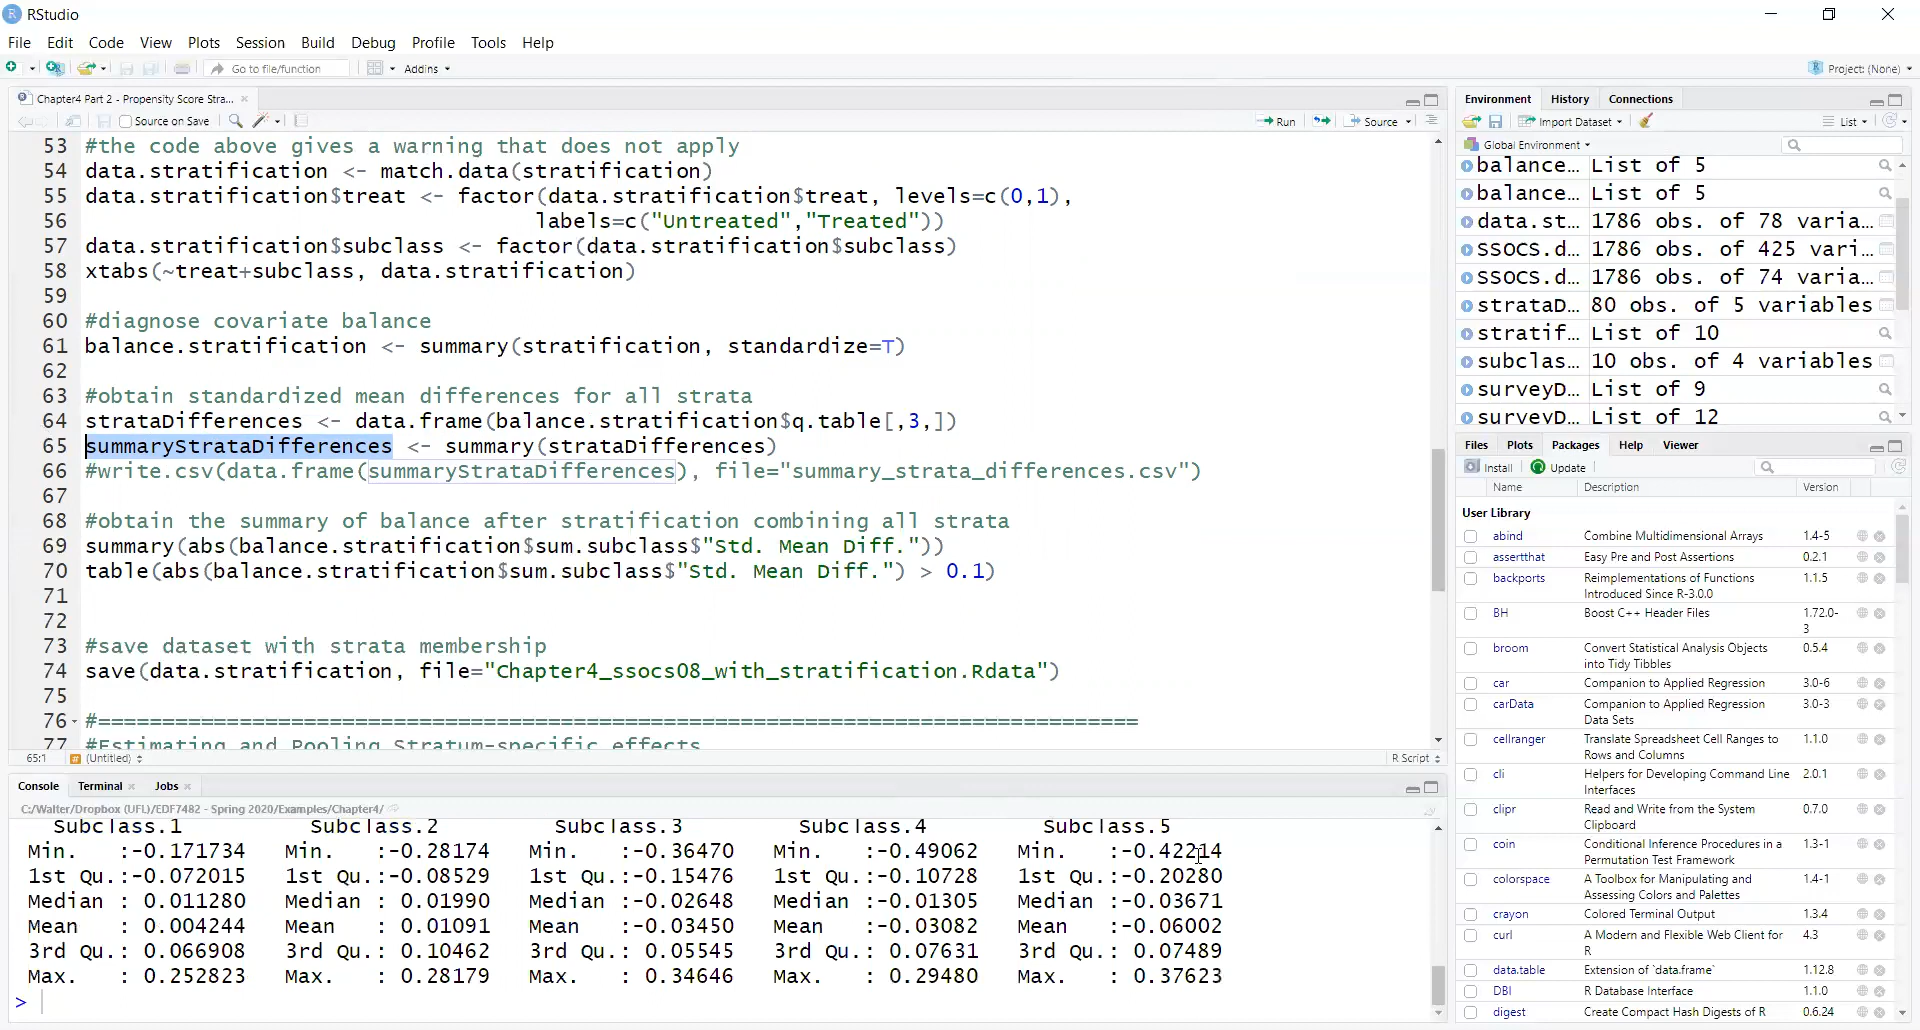 RStudio
File Edit Code View Plots Session Build Debug Profile Tools Help
Go to file/function Addins Project: (None)
Chapter4 Part 2 - Propensity Score Stra...
Source on Save Run Source
53 #the code above gives a warning that does not apply
54 data.stratification <- match.data(stratification)
55 data.stratification$treat <- factor(data.stratification$treat, levels=c(0,1),
56 labels=c("Untreated","Treated"))
57 data.stratification$subclass <- factor(data.stratification$subclass)
58 xtabs(~treat+subclass, data.stratification)
59
60 #diagnose covariate balance
61 balance.stratification <- summary(stratification, standardize=T)
62
63 #obtain standardized mean differences for all strata
64 strataDifferences <- data.frame(balance.stratification$q.table[,3,])
65 summaryStrataDifferences <- summary(strataDifferences)
66 #write.csv(data.frame(summaryStrataDifferences), file="summary_strata_differences.csv")
67
68 #obtain the summary of balance after stratification combining all strata
69 summary(abs(balance.stratification$sum.subclass$"Std. Mean Diff."))
70 table(abs(balance.stratification$sum.subclass$"Std. Mean Diff.") > 0.1)
71
72
73 #save dataset with strata membership
74 save(data.stratification, file="Chapter4_ssocs08_with_stratification.Rdata")
75
76 #=================================================================================
77 #Estimating and Pooling Stratum-specific effects
65:1 (Untitled) R Script
Console Terminal Jobs
C:/Walter/Dropbox (UFL)/EDF7482 - Spring 2020/Examples/Chapter4/
Subclass.1 Subclass.2 Subclass.3 Subclass.4 Subclass.5
Min. :-0.171734 Min. :-0.28174 Min. :-0.36470 Min. :-0.49062 Min. :-0.42214
1st Qu.:-0.072015 1st Qu.:-0.08529 1st Qu.:-0.15476 1st Qu.:-0.10728 1st Qu.:-0.20280
Median : 0.011280 Median : 0.01990 Median :-0.02648 Median :-0.01305 Median :-0.03671
Mean : 0.004244 Mean : 0.01091 Mean :-0.03450 Mean :-0.03082 Mean :-0.06002
3rd Qu.: 0.066908 3rd Qu.: 0.10462 3rd Qu.: 0.05545 3rd Qu.: 0.07631 3rd Qu.: 0.07489
Max. : 0.252823 Max. : 0.28179 Max. : 0.34646 Max. : 0.29480 Max. : 0.37623
>
Environment History Connections
Import Dataset List
Global Environment
balance... List of 5
balance... List of 5
data.st... 1786 obs. of 78 varia...
SSOCS.d... 1786 obs. of 425 vari...
SSOCS.d... 1786 obs. of 74 varia...
strataD... 80 obs. of 5 variables
stratif... List of 10
subclas... 10 obs. of 4 variables
surveyD... List of 9
surveyD... List of 12
Files Plots Packages Help Viewer
Install Update
Name Description Version
User Library
abind Combine Multidimensional Arrays 1.4-5
assertthat Easy Pre and Post Assertions 0.2.1
backports Reimplementations of Functions 1.1.5
Introduced Since R-3.0.0
BH Boost C++ Header Files 1.72.0-
3
broom Convert Statistical Analysis Objects 0.5.4
into Tidy Tibbles
car Companion to Applied Regression 3.0-6
carData Companion to Applied Regression 3.0-3
Data Sets
cellranger Translate Spreadsheet Cell Ranges to 1.1.0
Rows and Columns
cli Helpers for Developing Command Line 2.0.1
Interfaces
clipr Read and Write from the System 0.7.0
Clipboard
coin Conditional Inference Procedures in a 1.3-1
Permutation Test Framework
colorspace A Toolbox for Manipulating and 1.4-1
Assessing Colors and Palettes
crayon Colored Terminal Output 1.3.4
curl A Modern and Flexible Web Client for 4.3
R
data.table Extension of `data.frame` 1.12.8
DBI R Database Interface 1.1.0
digest Create Compact Hash Digests of R 0.6.24